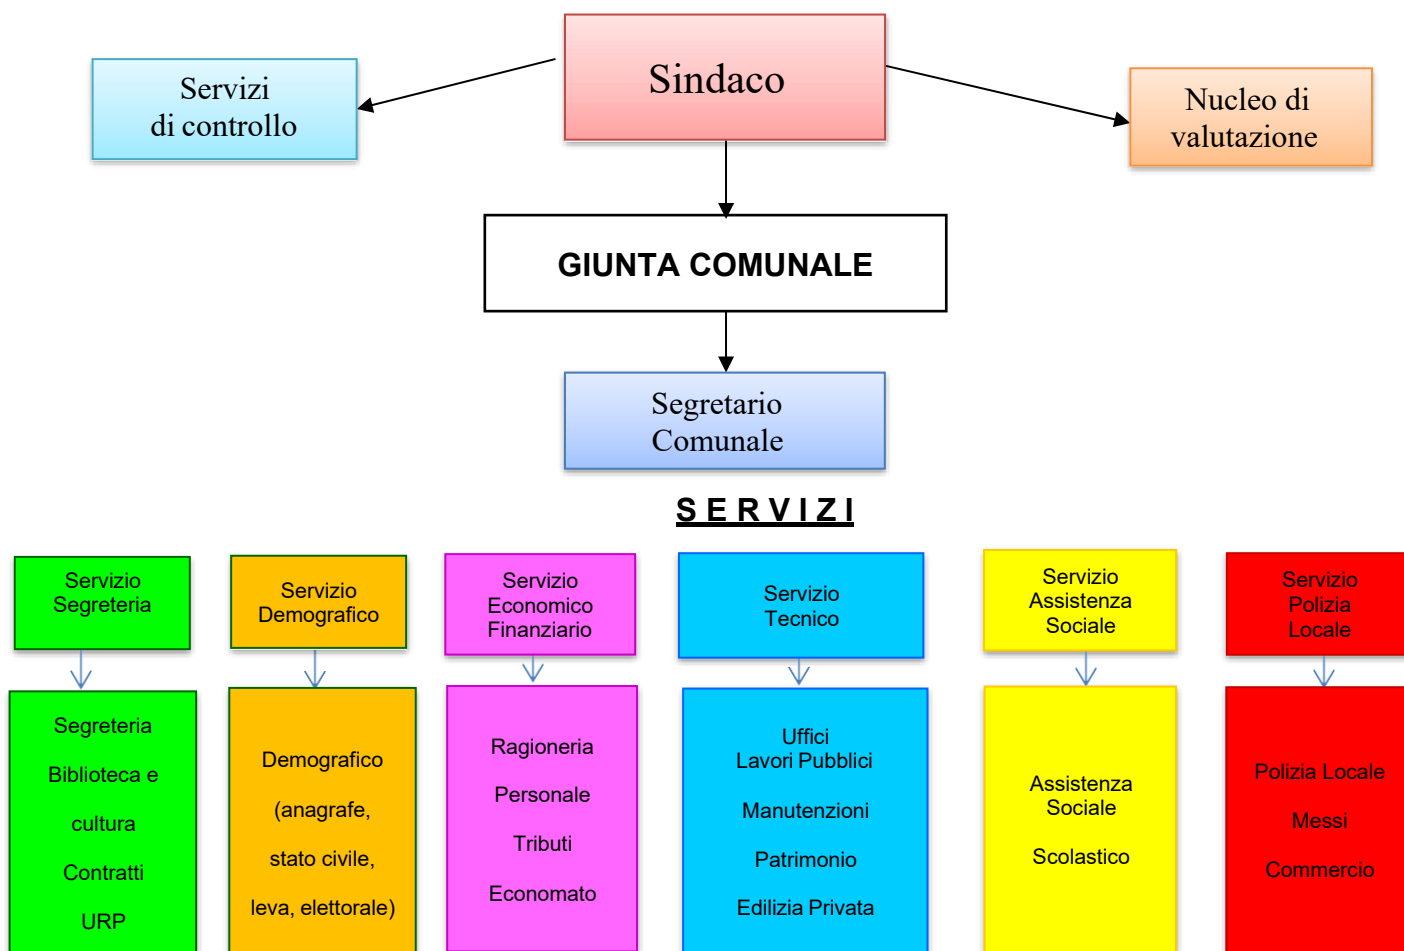 Sindaco
Servizi
di controllo
Nucleo di
valutazione
GIUNTA COMUNALE
Segretario
Comunale
S E R V I Z I
Servizio
Segreteria
Servizio
Demografico
Servizio
Economico
Finanziario
Servizio
Tecnico
Servizio
Assistenza
Sociale
Servizio
Polizia
Locale
Segreteria
Biblioteca e
cultura
Contratti
URP
Demografico
(anagrafe,
stato civile,
leva, elettorale)
Ragioneria
Personale
Tributi
Economato
Uffici
Lavori Pubblici
Manutenzioni
Patrimonio
Edilizia Privata
Assistenza
Sociale
Scolastico
Polizia Locale
Messi
Commercio